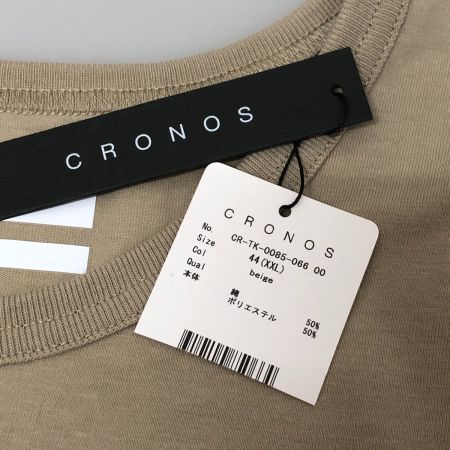 CRONOS
CRONOS
No. CR-TK-0085-066 00
Size 44(XXL)
Col beige
Qual
本体
綿 50%
ポリエステル 50%